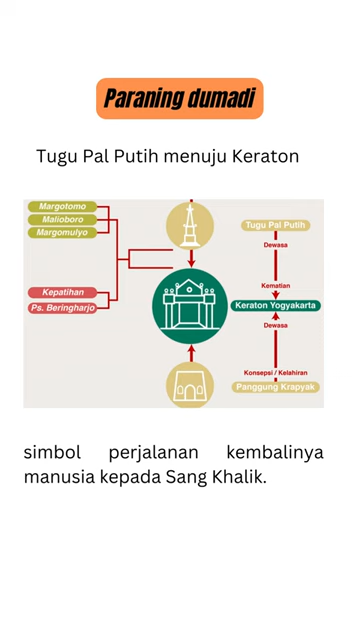 Paraning dumadi
Tugu Pal Putih menuju Keraton
Margotomo
Malioboro
Margomulyo
Kepatihan
Ps. Beringharjo
Tugu Pal Putih
Dewasa
Kematian
Keraton Yogyakarta
Dewasa
Konsepsi / Kelahiran
Panggung Krapyak
simbol perjalanan kembalinya
manusia kepada Sang Khalik.